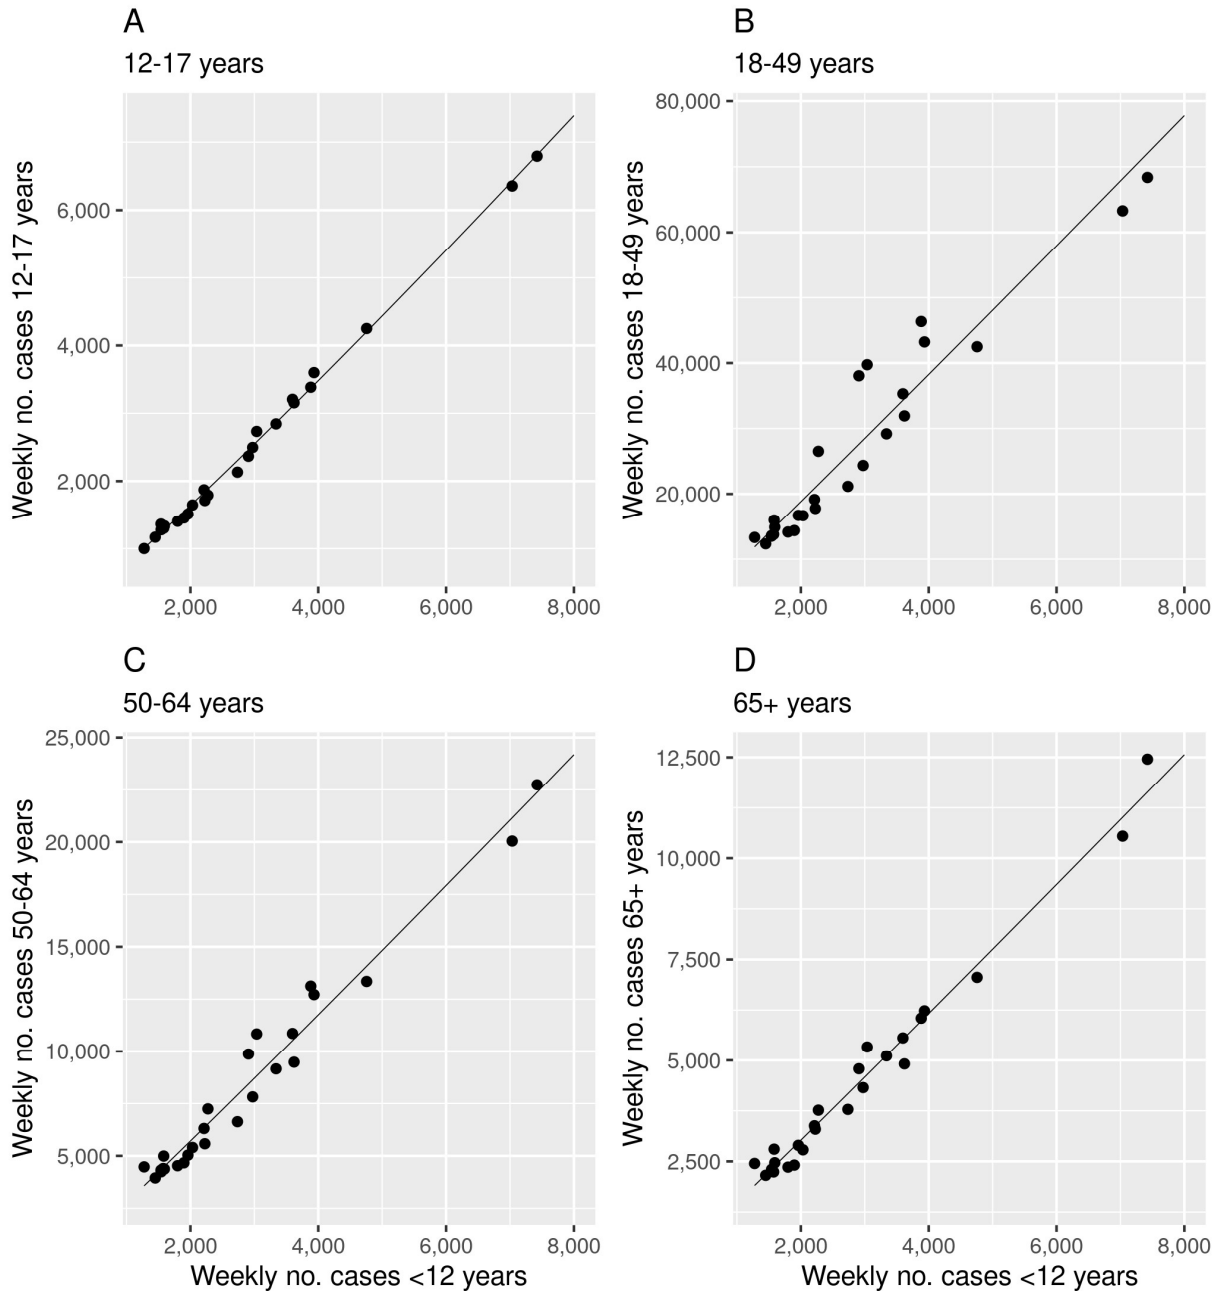 A
12-17 years
Weekly no. cases 12-17 years
6,000
4,000
2,000
2,000 4,000 6,000 8,000
B
18-49 years
Weekly no. cases 18-49 years
80,000
60,000
40,000
20,000
2,000 4,000 6,000 8,000
C
50-64 years
Weekly no. cases 50-64 years
25,000
20,000
15,000
10,000
5,000
2,000 4,000 6,000 8,000
Weekly no. cases <12 years
D
65+ years
Weekly no. cases 65+ years
12,500
10,000
7,500
5,000
2,500
2,000 4,000 6,000 8,000
Weekly no. cases <12 years